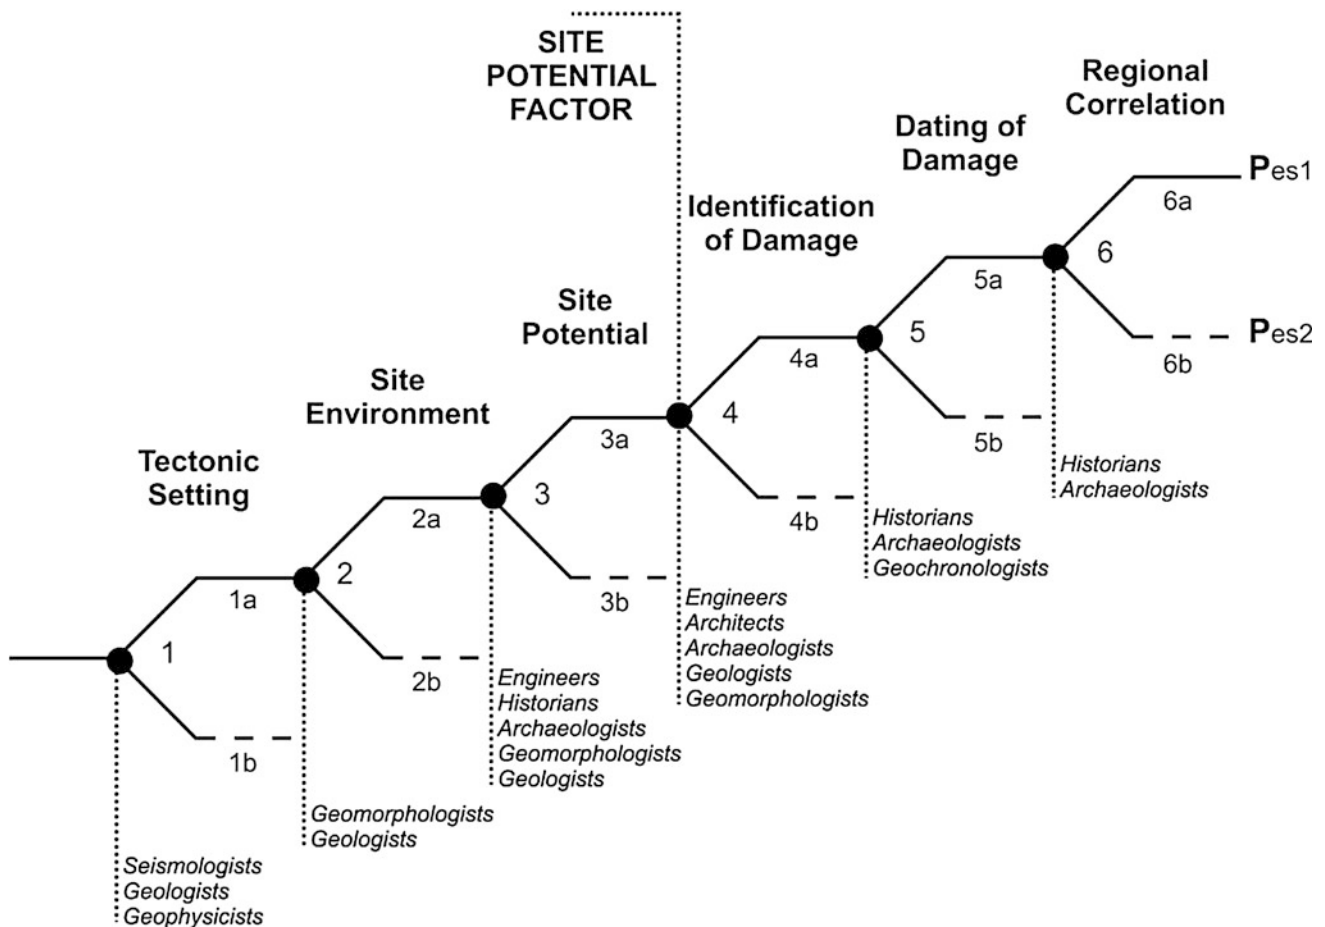 SITE
POTENTIAL
FACTOR
Regional
Correlation
Dating of
Damage
Pes1
6a
Identification
of Damage
6
5a
Site
Potential
5
Pes2
4a
6b
Site
Environment
4
3a
5b
Tectonic
Setting
Historians
Archaeologists
3
2a
4b
Historians
Archaeologists
Geochronologists
2
1a
3b
Engineers
Architects
Archaeologists
Geologists
Geomorphologists
1
2b
Engineers
Historians
Archaeologists
Geomorphologists
Geologists
1b
Geomorphologists
Geologists
Seismologists
Geologists
Geophysicists